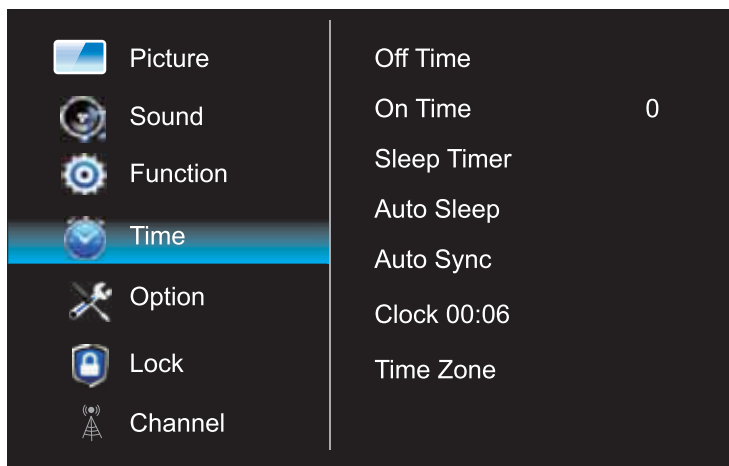 Picture
Sound
Function
Time
Option
Lock
Channel
Off Time
On Time 0
Sleep Timer
Auto Sleep
Auto Sync
Clock 00:06
Time Zone